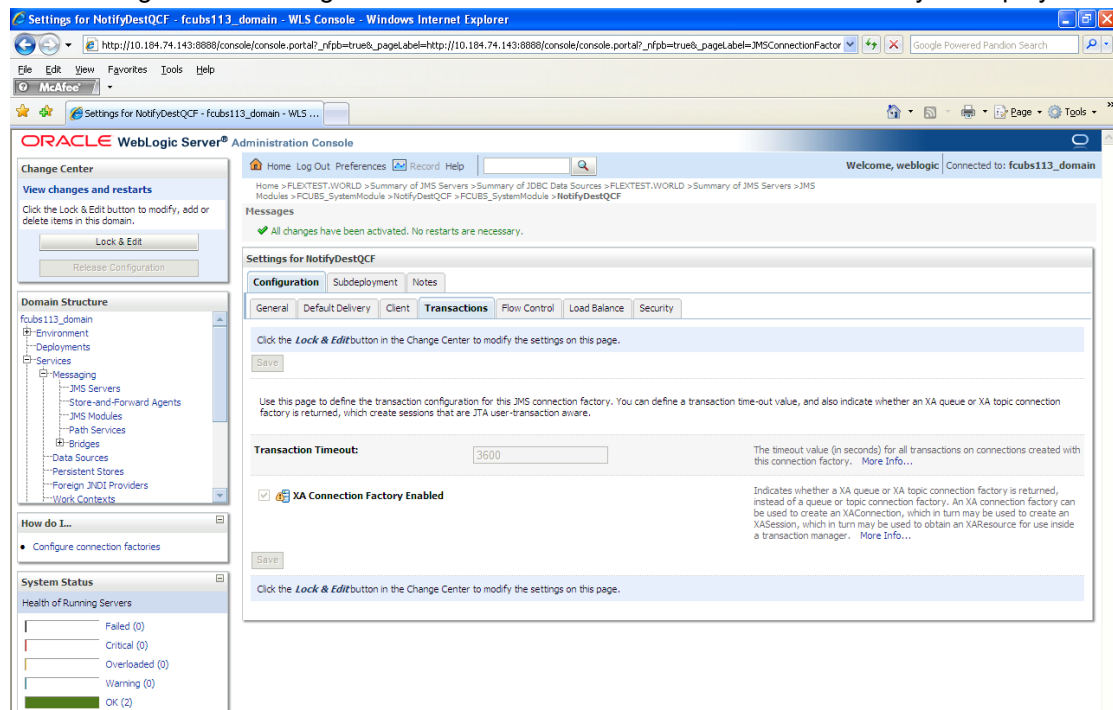 Settings for NotifyDestQCF - fcubs113_domain - WLS Console - Windows Internet Explorer
http://10.184.74.143:8888/console/console.portal?_nfpb=true&_pageLabel=http://10.184.74.143:8888/console/console.portal?_nfpb=true&_pageLabel=JMSConnectionFactor
Google Powered Pandion Search
File Edit View Favorites Tools Help
McAfee
Settings for NotifyDestQCF - fcubs113_domain - WLS ...
Page Tools
ORACLE WebLogic Server® Administration Console
Change Center
View changes and restarts
Click the Lock & Edit button to modify, add or
delete items in this domain.
Lock & Edit
Release Configuration
Domain Structure
fcubs113_domain
Environment
Deployments
Services
Messaging
JMS Servers
Store-and-Forward Agents
JMS Modules
Path Services
Bridges
Data Sources
Persistent Stores
Foreign JNDI Providers
Work Contexts
How do I...
Configure connection factories
System Status
Health of Running Servers
Failed (0)
Critical (0)
Overloaded (0)
Warning (0)
OK (2)
Home Log Out Preferences Record Help
Welcome, weblogic Connected to: fcubs113_domain
Home >FLEXTEST.WORLD >Summary of JMS Servers >Summary of JDBC Data Sources >FLEXTEST.WORLD >Summary of JMS Servers >JMS
Modules >FCUBS_SystemModule >NotifyDestQCF >FCUBS_SystemModule >NotifyDestQCF
Messages
All changes have been activated. No restarts are necessary.
Settings for NotifyDestQCF
Configuration Subdeployment Notes
General Default Delivery Client Transactions Flow Control Load Balance Security
Click the Lock & Edit button in the Change Center to modify the settings on this page.
Save
Use this page to define the transaction configuration for this JMS connection factory. You can define a transaction time-out value, and also indicate whether an XA queue or XA topic connection
factory is returned, which create sessions that are JTA user-transaction aware.
Transaction Timeout:
3600
The timeout value (in seconds) for all transactions on connections created with
this connection factory. More Info...
XA Connection Factory Enabled
Indicates whether a XA queue or XA topic connection factory is returned,
instead of a queue or topic connection factory. An XA connection factory can
be used to create an XAConnection, which in turn may be used to create an
XASession, which in turn may be used to obtain an XAResource for use inside
a transaction manager. More Info...
Save
Click the Lock & Edit button in the Change Center to modify the settings on this page.